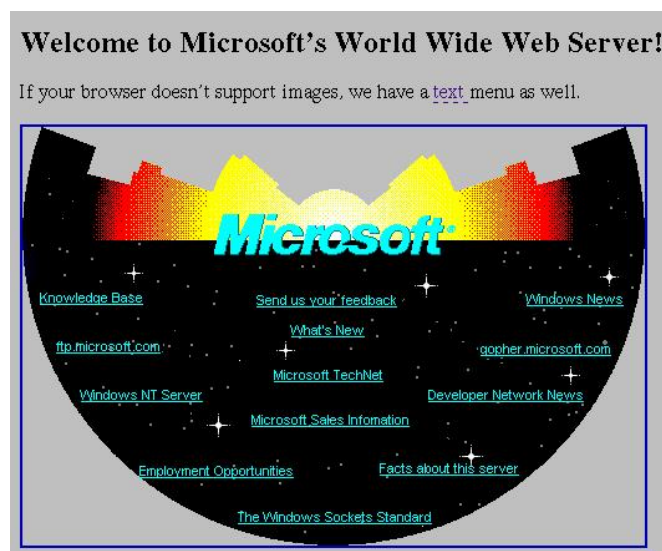 Welcome to Microsoft's World Wide Web Server!
If your browser doesn't support images, we have a text menu as well.
Microsoft
Knowledge Base
Send us your feedback
Windows News
What's New
ftp.microsoft.com
gopher.microsoft.com
Microsoft TechNet
Windows NT Server
Developer Network News
Microsoft Sales Infomation
Employment Opportunities
Facts about this server
The Windows Sockets Standard